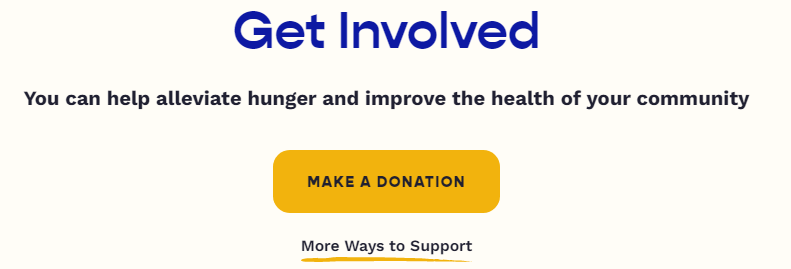 Get Involved
You can help alleviate hunger and improve the health of your community
MAKE A DONATION
More Ways to Support